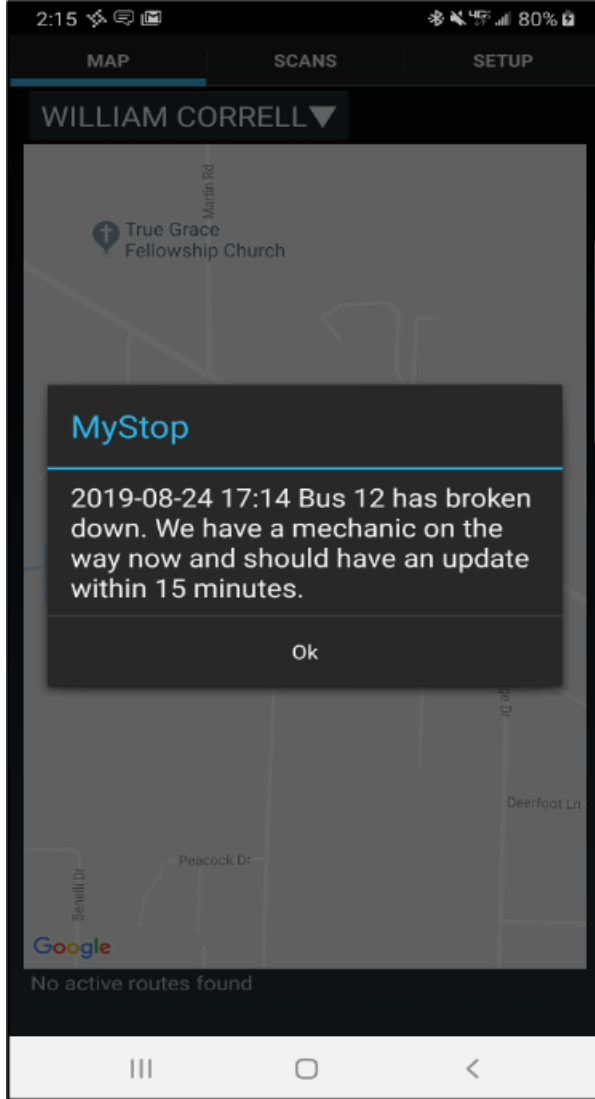 2:15 80%
MAP SCANS SETUP
WILLIAM CORRELL▼
Martin Rd
True Grace
Fellowship Church
MyStop
2019-08-24 17:14 Bus 12 has broken
down. We have a mechanic on the
way now and should have an update
within 15 minutes.
Ok
Dr
Deerfoot Ln
Peacock Dr
Benelli Dr
Google
No active routes found